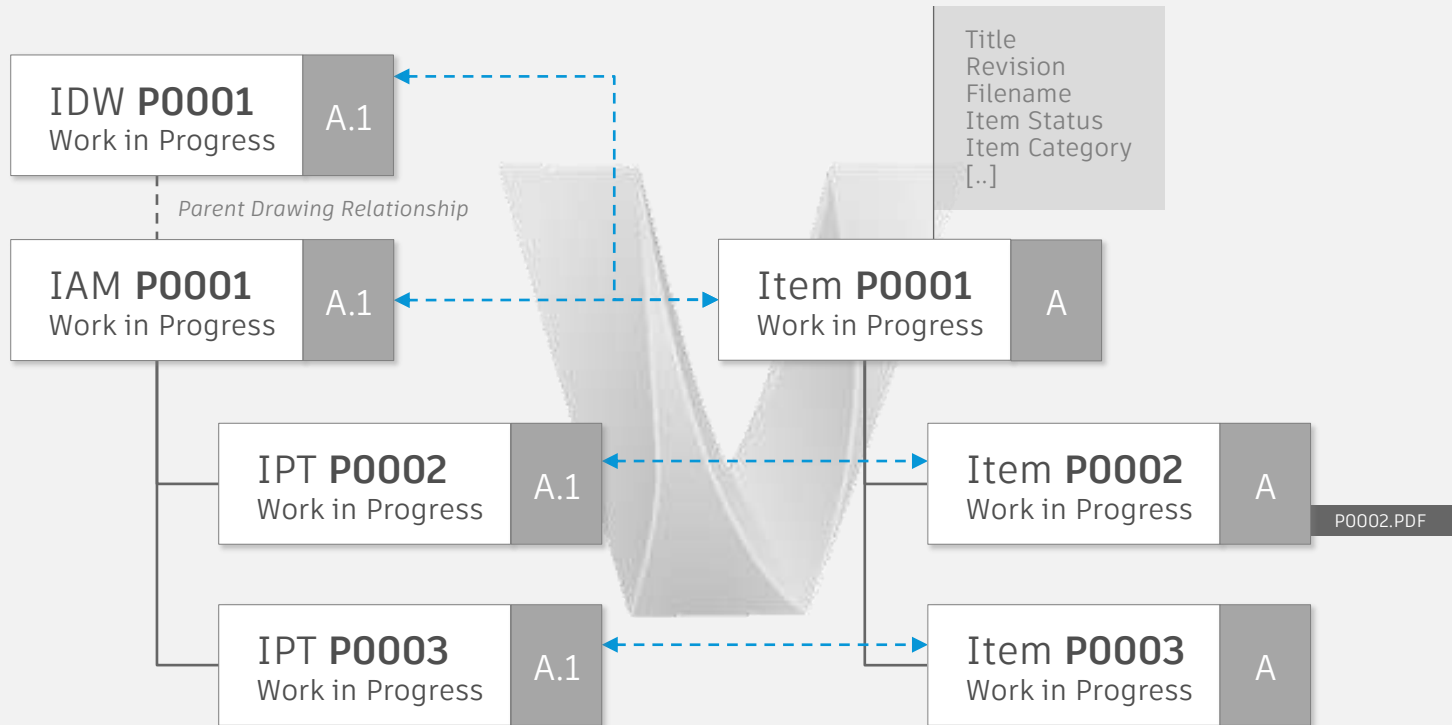 Title
Revision
Filename
Item Status
Item Category
[..]
IDW P0001
Work in Progress
A.1
Parent Drawing Relationship
IAM P0001
Work in Progress
A.1
Item P0001
Work in Progress
A
IPT P0002
Work in Progress
A.1
Item P0002
Work in Progress
A
P0002.PDF
IPT P0003
Work in Progress
A.1
Item P0003
Work in Progress
A